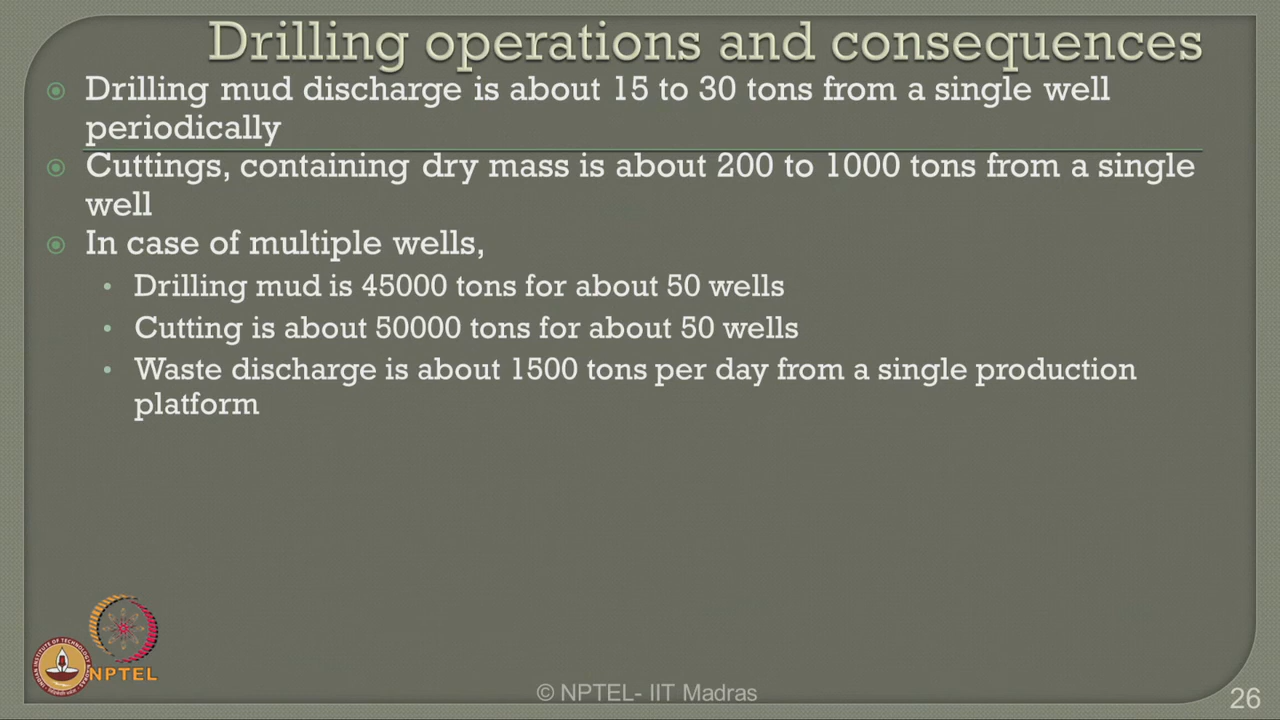 Drilling operations and consequences
Drilling mud discharge is about 15 to 30 tons from a single well
periodically
Cuttings, containing dry mass is about 200 to 1000 tons from a single
well
In case of multiple wells,
Drilling mud is 45000 tons for about 50 wells
Cutting is about 50000 tons for about 50 wells
Waste discharge is about 1500 tons per day from a single production
platform
NPTEL
© NPTEL- IIT Madras
26